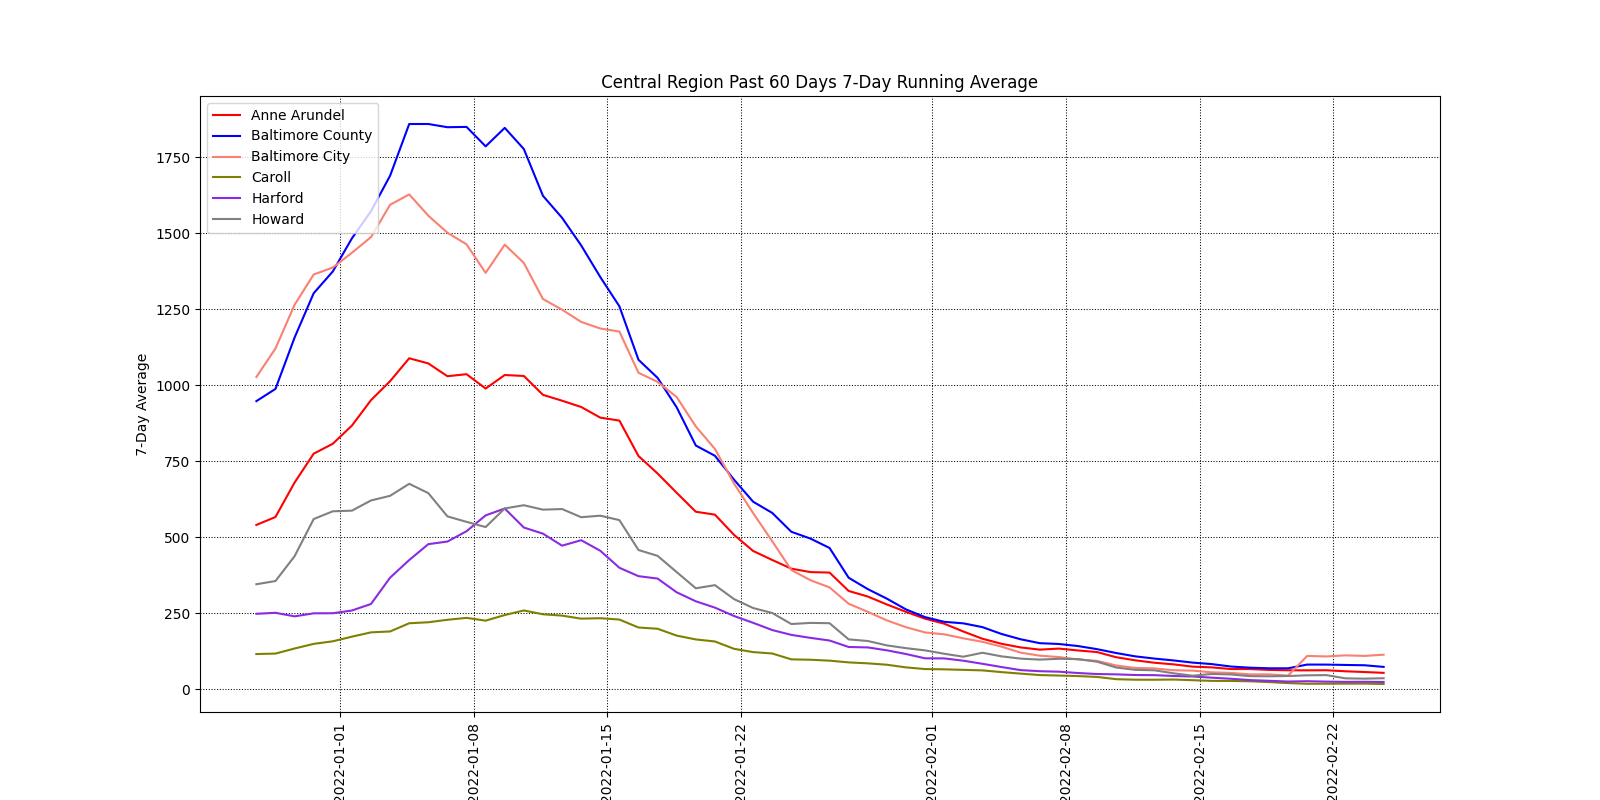 Central Region Past 60 Days 7-Day Running Average
Anne Arundel
Baltimore County
Baltimore City
Caroll
Harford
Howard
1750
1500
1250
1000
750
500
250
0
7-Day Average
2022-01-01
2022-01-08
2022-01-15
2022-01-22
2022-02-01
2022-02-08
2022-02-15
2022-02-22